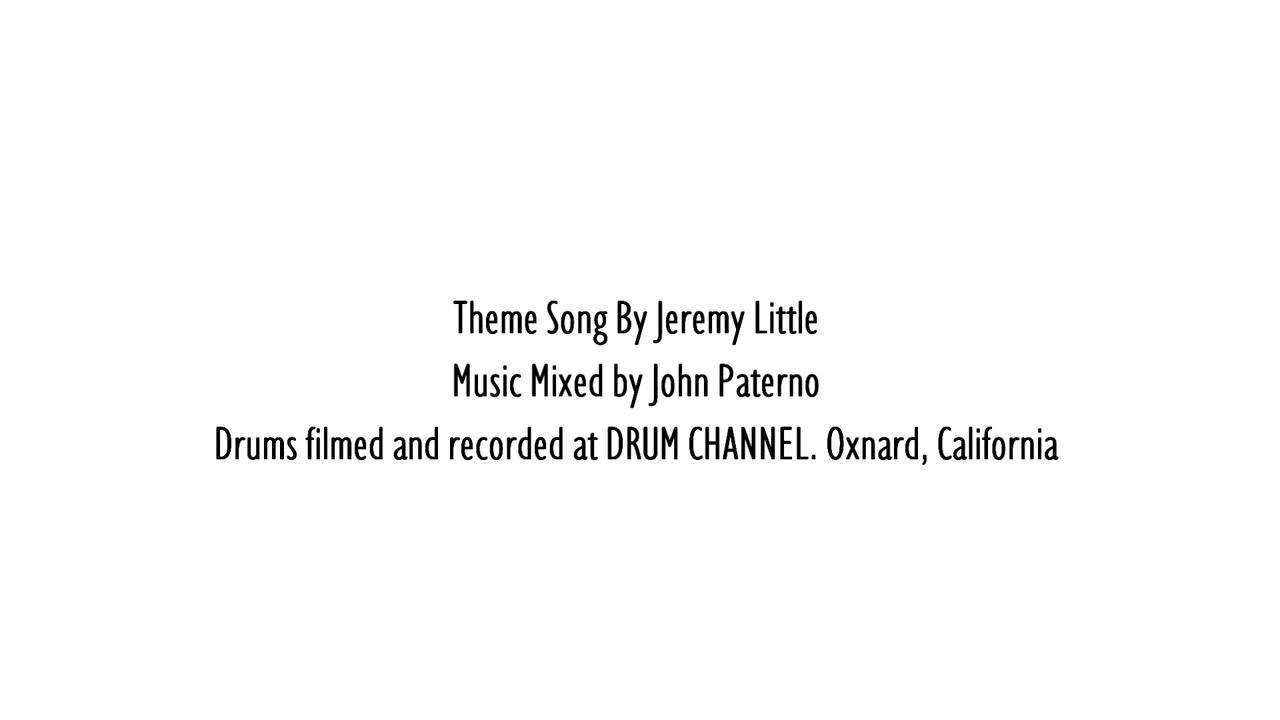 Theme Song By Jeremy Little
Music Mixed by John Paterno
Drums filmed and recorded at DRUM CHANNEL. Oxnard, California